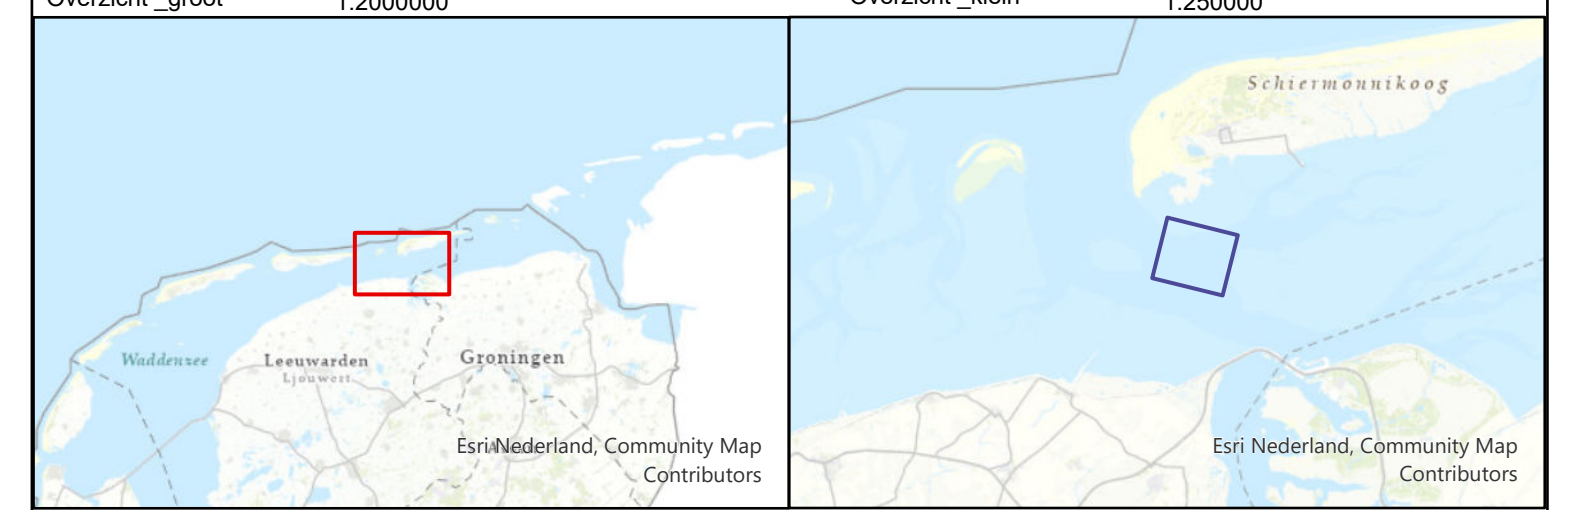 Overzicht _groot 1:2000000 Overzicht _klein 1:250000
Schiermonnikoog
Waddenzee
Leeuwarden
Ljouwert
Groningen
Esri Nederland, Community Map
Contributors
Esri Nederland, Community Map
Contributors